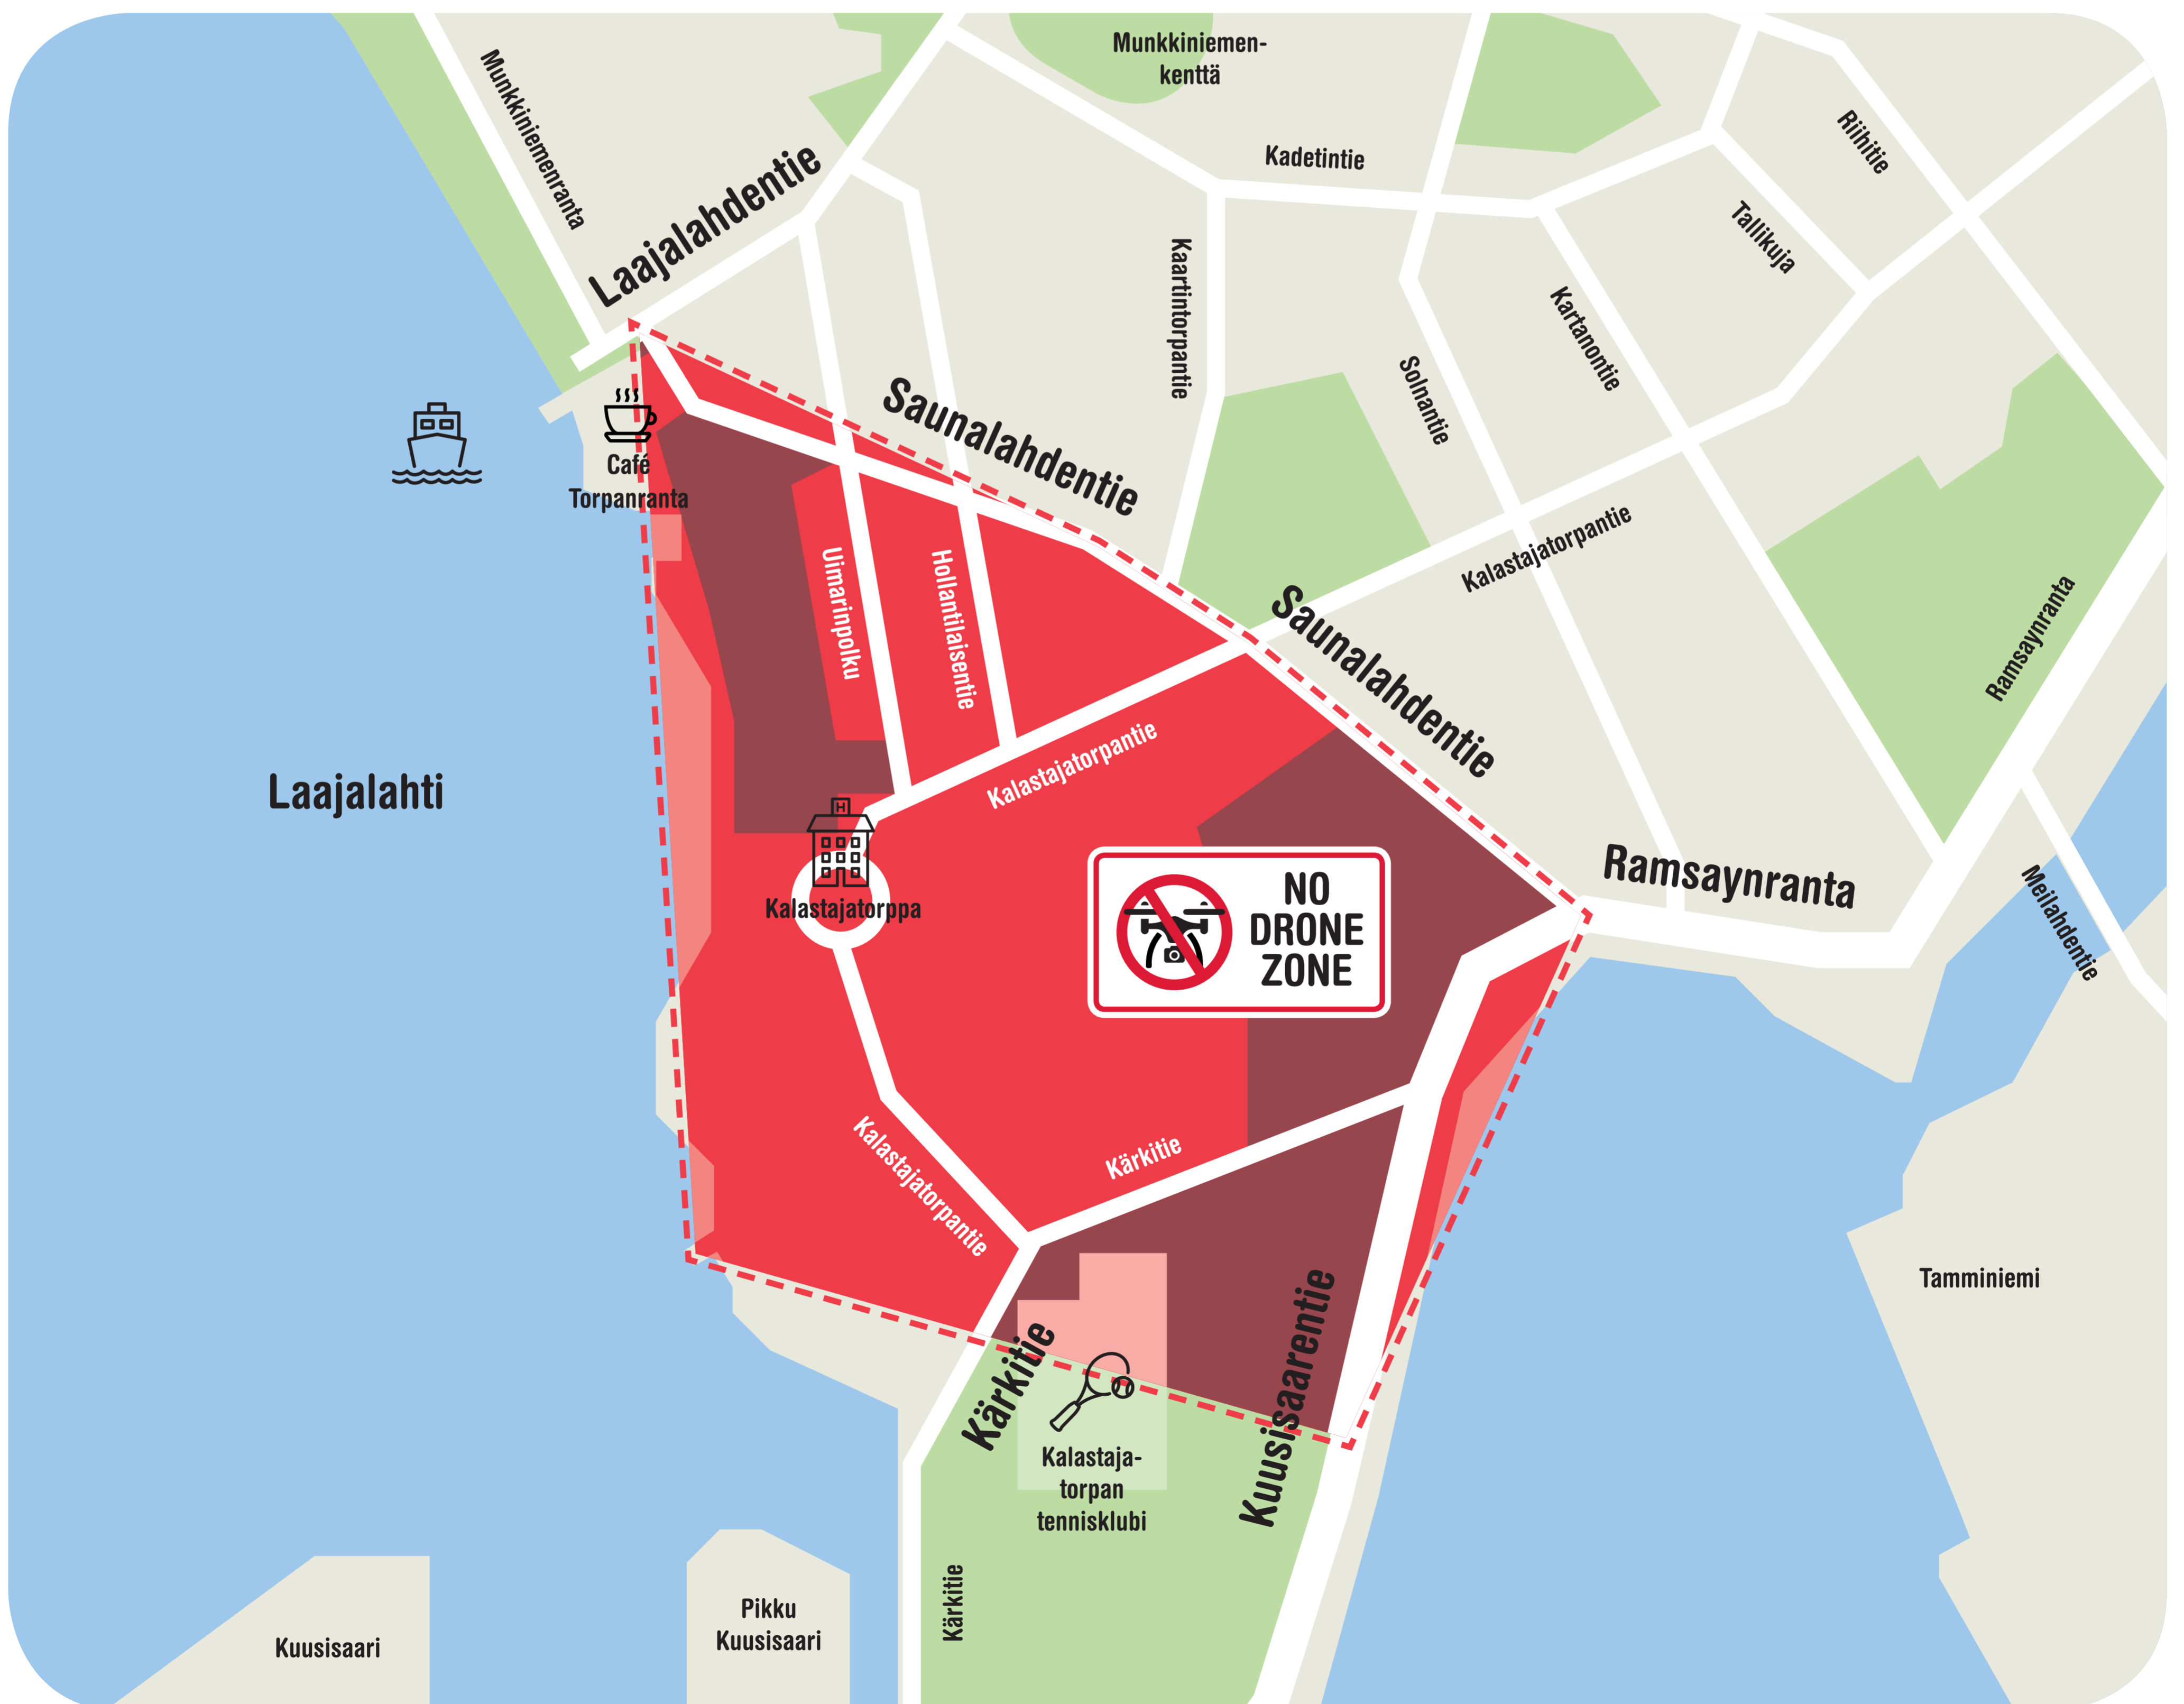 Munkkiniemen-
kenttä
Munkkiniemenranta
Laajalahdentie
Kadetintie
Riihitie
Tallikuja
Kaartintorpantie
Kartanontie
Solnantie
Saunalahdentie
Café
Torpanranta
Kalastajatorpantie
Uimarinpolku
Hollantilaisentie
Saunalahdentie
Ramsaynranta
Kalastajatorpantie
Laajalahti
H
Kalastajatorppa
NO
DRONE
ZONE
Ramsaynranta
Meilahdentie
Kalastajatorpantie
Kärkitie
Tamminiemi
Kärkitie
Kuusisaarentie
Kalastaja-
torpan
tennisklubi
Kärkitie
Pikku
Kuusisaari
Kuusisaari